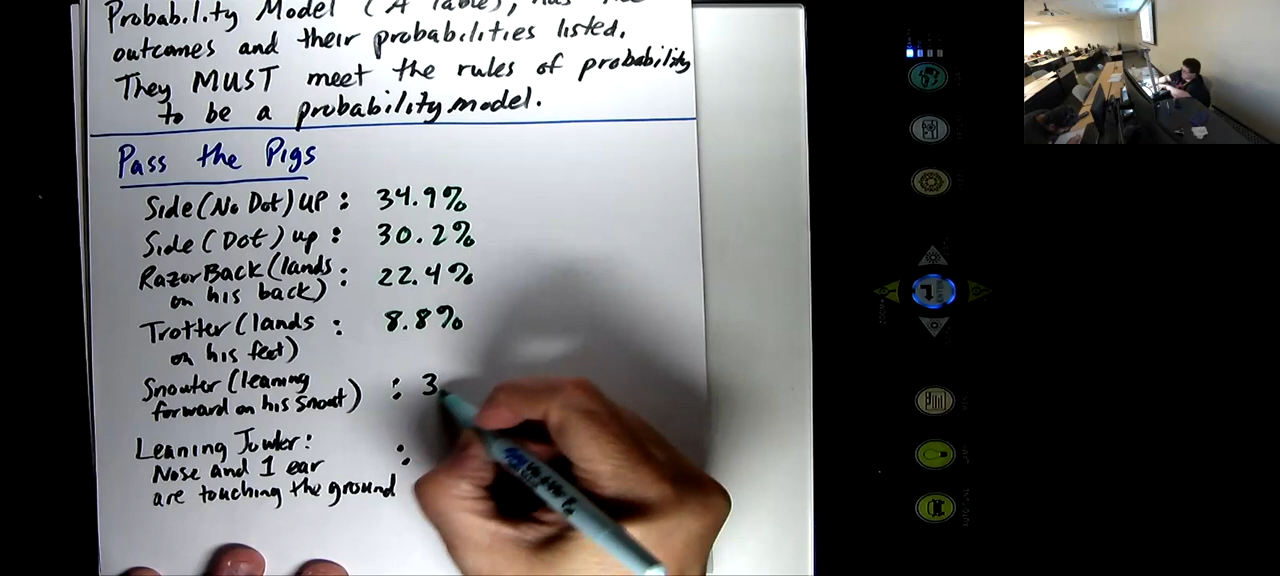 Probability Model (A Table), has the
outcomes and their probabilities listed.
They MUST meet the rules of probability
to be a probability model.
Pass the Pigs
Side (No Dot) up : 34.9%
Side (Dot) up : 30.2%
RazorBack (lands : 22.4%
on his back)
Trotter (lands : 8.8%
on his feet)
Snouter (leaning : 3
forward on his snout)
Leaning Jowler: :
Nose and 1 ear
are touching the ground